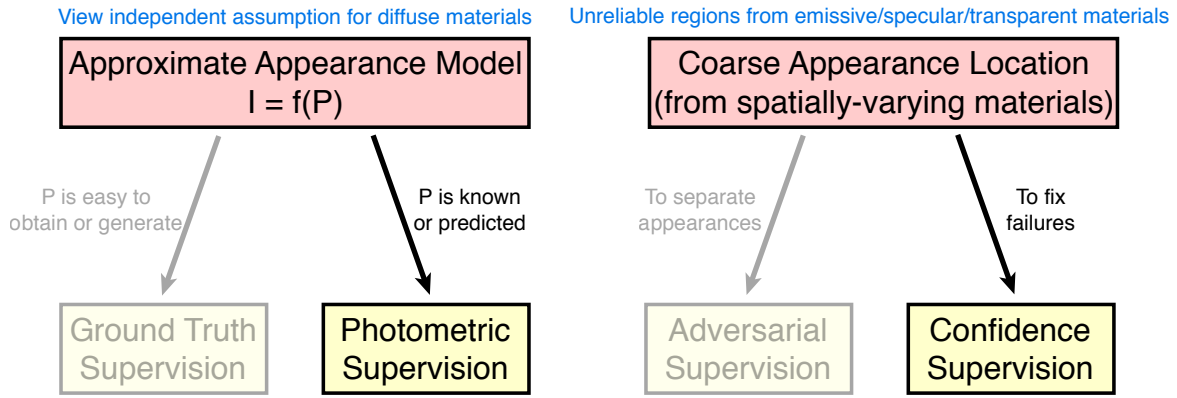 View independent assumption for diffuse materials
Approximate Appearance Model
I = f(P)
P is easy to
obtain or generate
P is known
or predicted
Ground Truth
Supervision
Photometric
Supervision
Unreliable regions from emissive/specular/transparent materials
Coarse Appearance Location
(from spatially-varying materials)
To separate
appearances
To fix
failures
Adversarial
Supervision
Confidence
Supervision